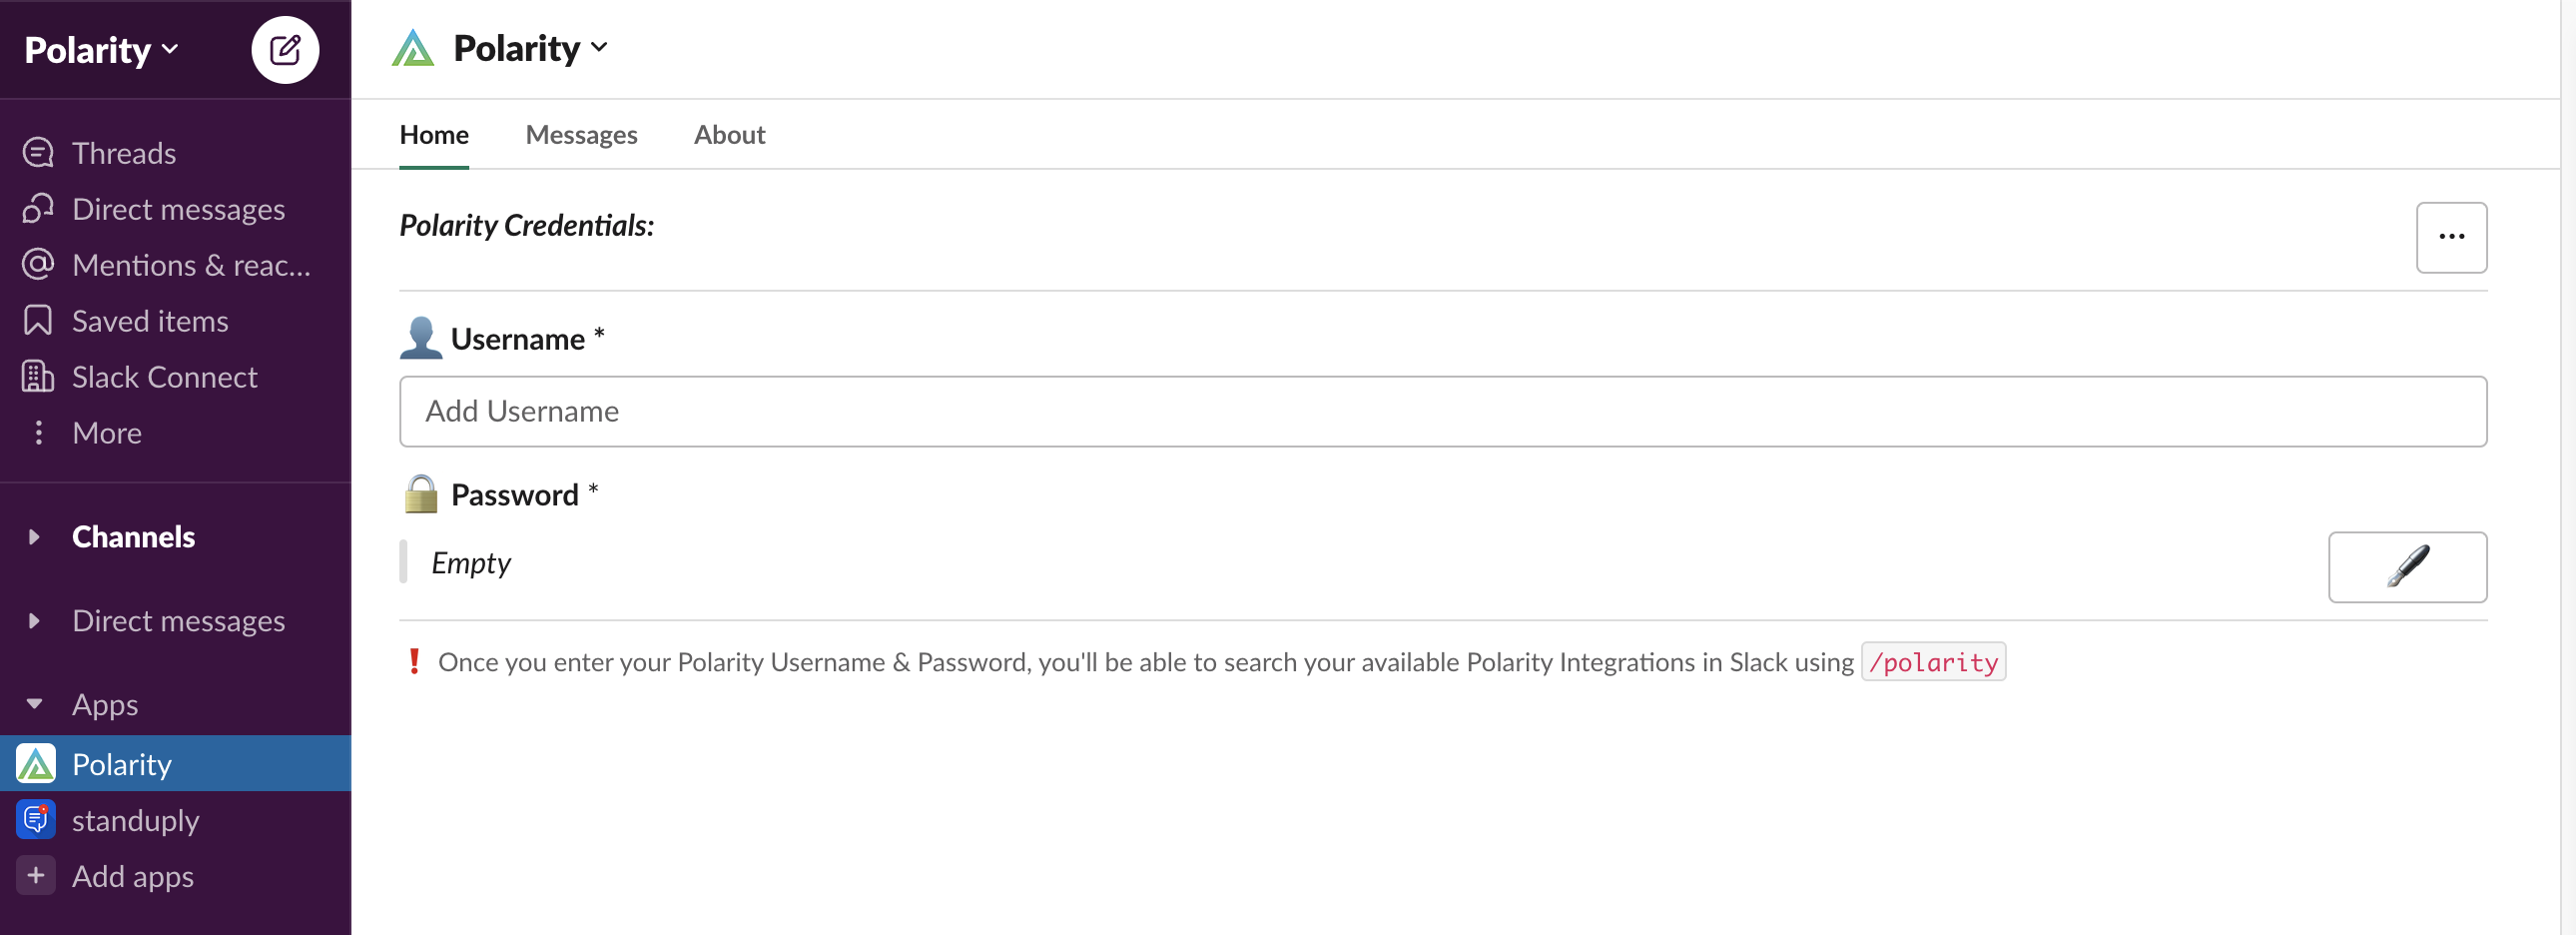 Polarity
Threads
Direct messages
Mentions & reac...
Saved items
Slack Connect
More
Channels
Direct messages
Apps
Polarity
standuply
Add apps
Polarity
Home Messages About
Polarity Credentials:
Username *
Add Username
Password *
Empty
Once you enter your Polarity Username & Password, you'll be able to search your available Polarity Integrations in Slack using /polarity